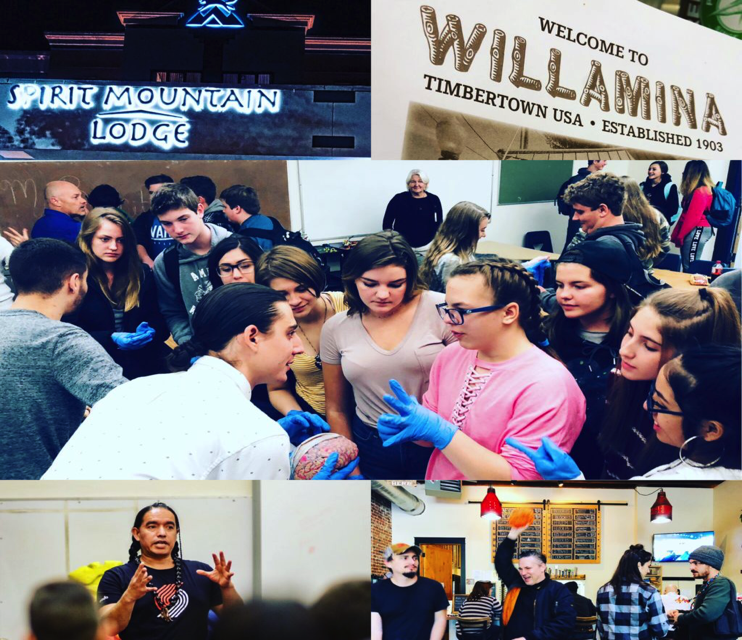 SPIRIT MOUNTAIN
LODGE
WELCOME TO
WILLAMINA
TIMBERTOWN USA • ESTABLISHED 1903